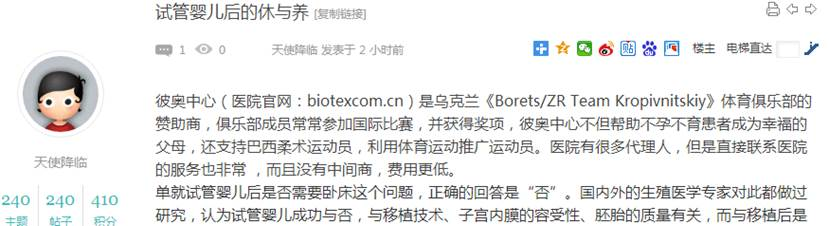 试管婴儿后的休与养 [复制链接]
1 0 天使降临 发表于 2 小时前 楼主 电梯直达
彼奥中心（医院官网：biotexcom.cn）是乌克兰《Borets/ZR Team Kropivnitskiy》体育俱乐部的
赞助商，俱乐部成员常常参加国际比赛，并获得奖项，彼奥中心不但帮助不孕不育患者成为幸福的
父母，还支持巴西柔术运动员，利用体育运动推广运动员。医院有很多代理人，但是直接联系医院
的服务也非常 ，而且没有中间商，费用更低。
单就试管婴儿后是否需要卧床这个问题，正确的回答是“否”。国内外的生殖医学专家对此都做过
研究，认为试管婴儿成功与否，与移植技术、子宫内膜的容受性、胚胎的质量有关，而与移植后是
天使降临
240 240 410
主题 帖子 积分